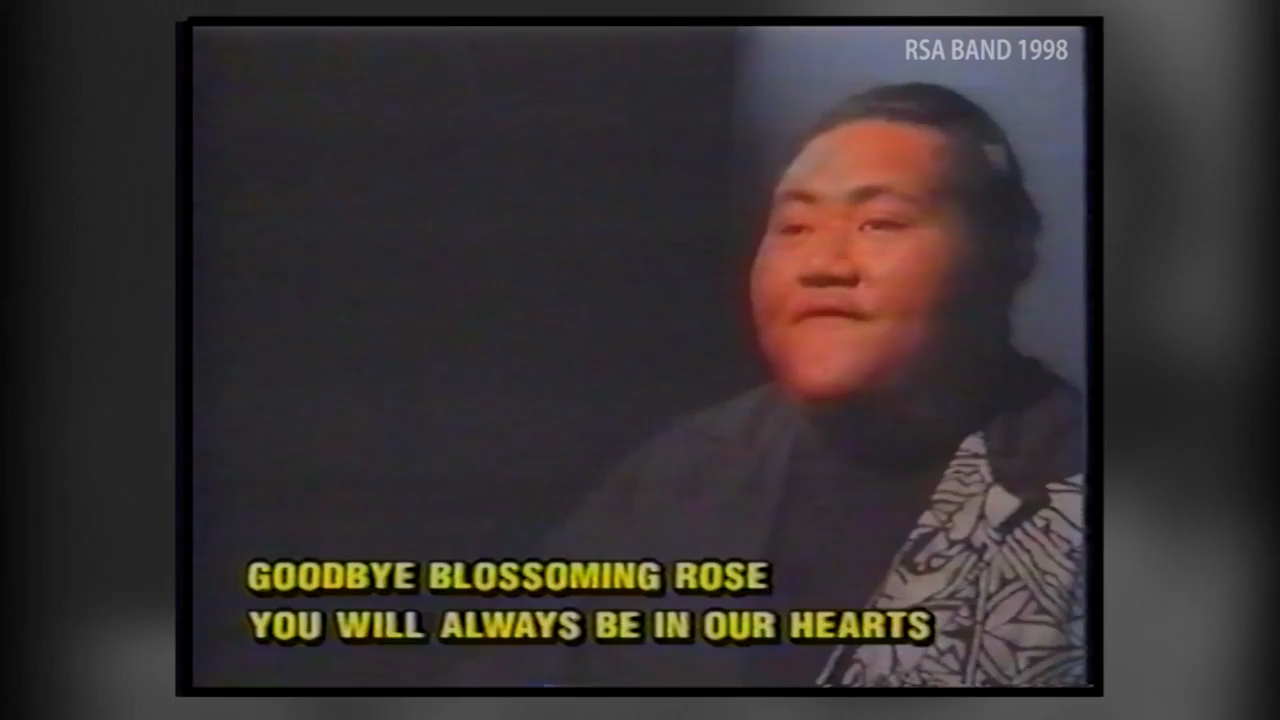 RSA BAND 1998
GOODBYE BLOSSOMING ROSE
YOU WILL ALWAYS BE IN OUR HEARTS